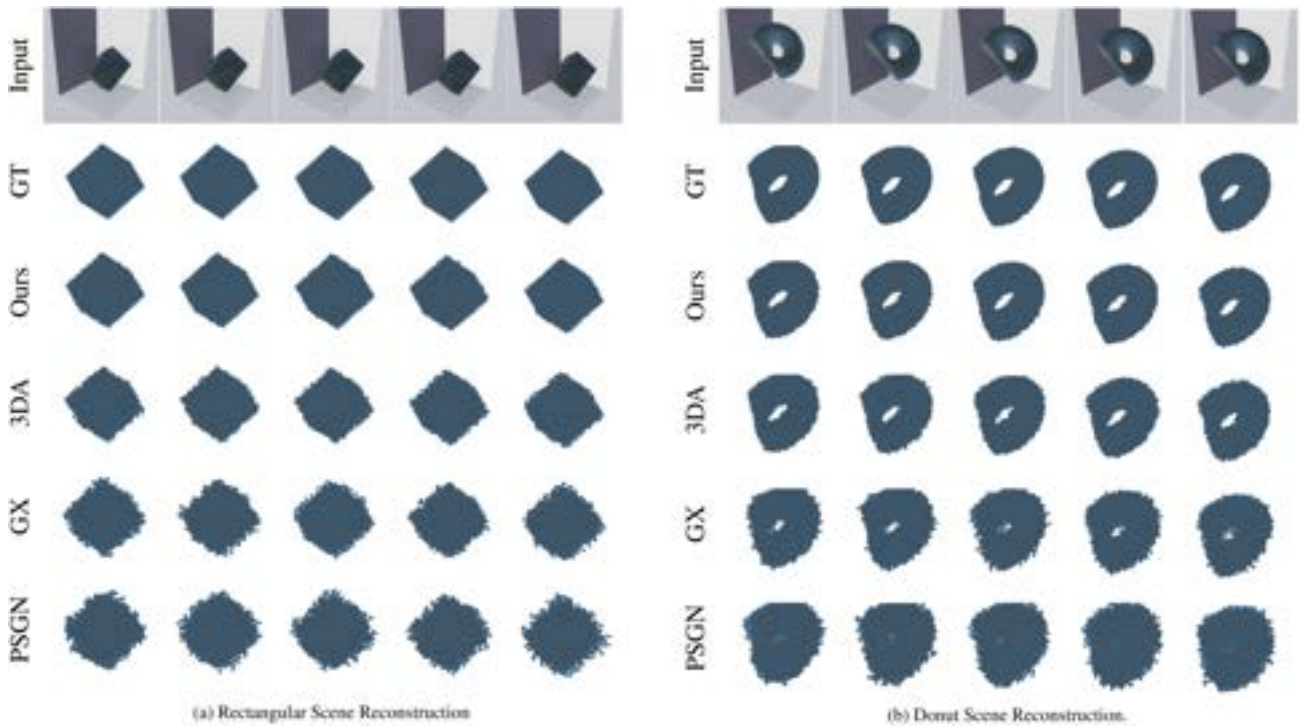 Input
GT
Ours
3DA
GX
PSGN
(a) Rectangular Scene Reconstruction
Input
GT
Ours
3DA
GX
PSGN
(b) Donut Scene Reconstruction.